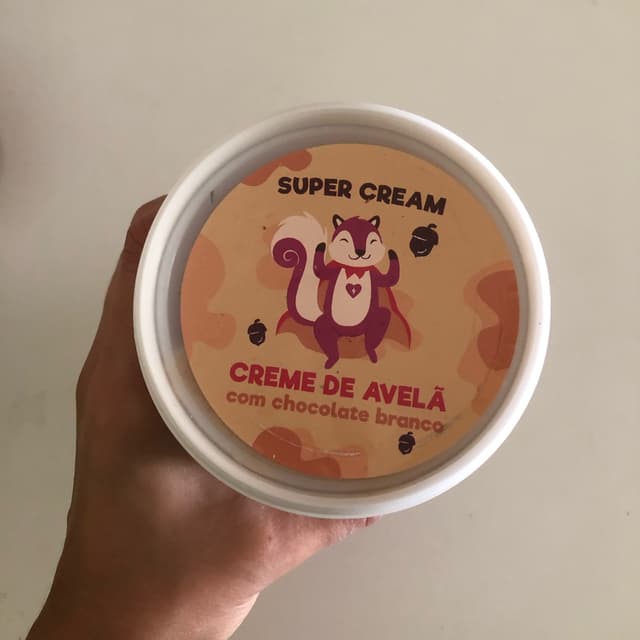 SUPER CREAM
CREME DE AVELÃ
com chocolate branco